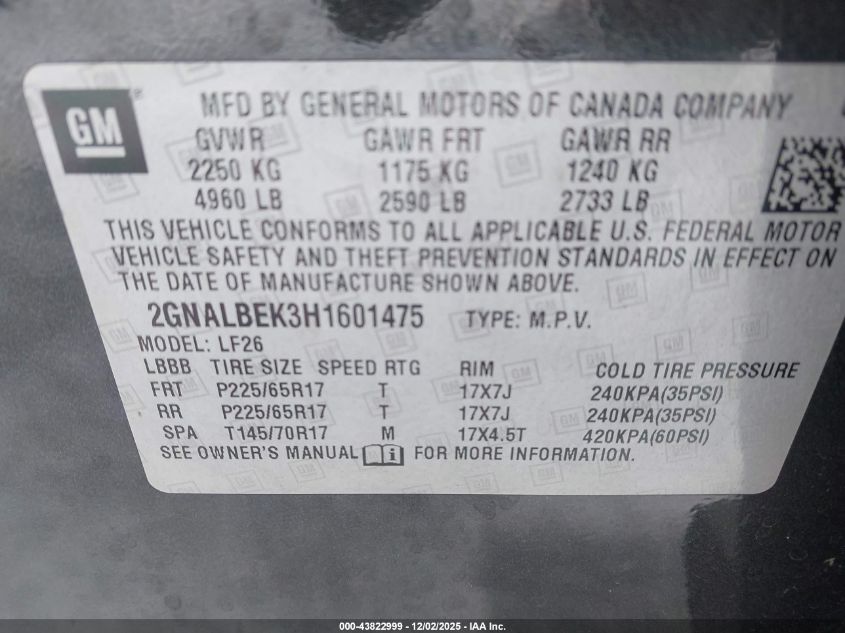 GM®
MFD BY GENERAL MOTORS OF CANADA COMPANY
GVWR GAWR FRT GAWR RR
2250 KG 1175 KG 1240 KG
4960 LB 2590 LB 2733 LB
THIS VEHICLE CONFORMS TO ALL APPLICABLE U.S. FEDERAL MOTOR
VEHICLE SAFETY AND THEFT PREVENTION STANDARDS IN EFFECT ON
THE DATE OF MANUFACTURE SHOWN ABOVE.
2GNALBEK3H1601475 TYPE: M.P.V.
MODEL: LF26
LBBB TIRE SIZE SPEED RTG RIM COLD TIRE PRESSURE
FRT P225/65R17 T 17X7J 240KPA(35PSI)
RR P225/65R17 T 17X7J 240KPA(35PSI)
SPA T145/70R17 M 17X4.5T 420KPA(60PSI)
SEE OWNER'S MANUAL i FOR MORE INFORMATION.
000-43822999 - 12/02/2025 - IAA Inc.